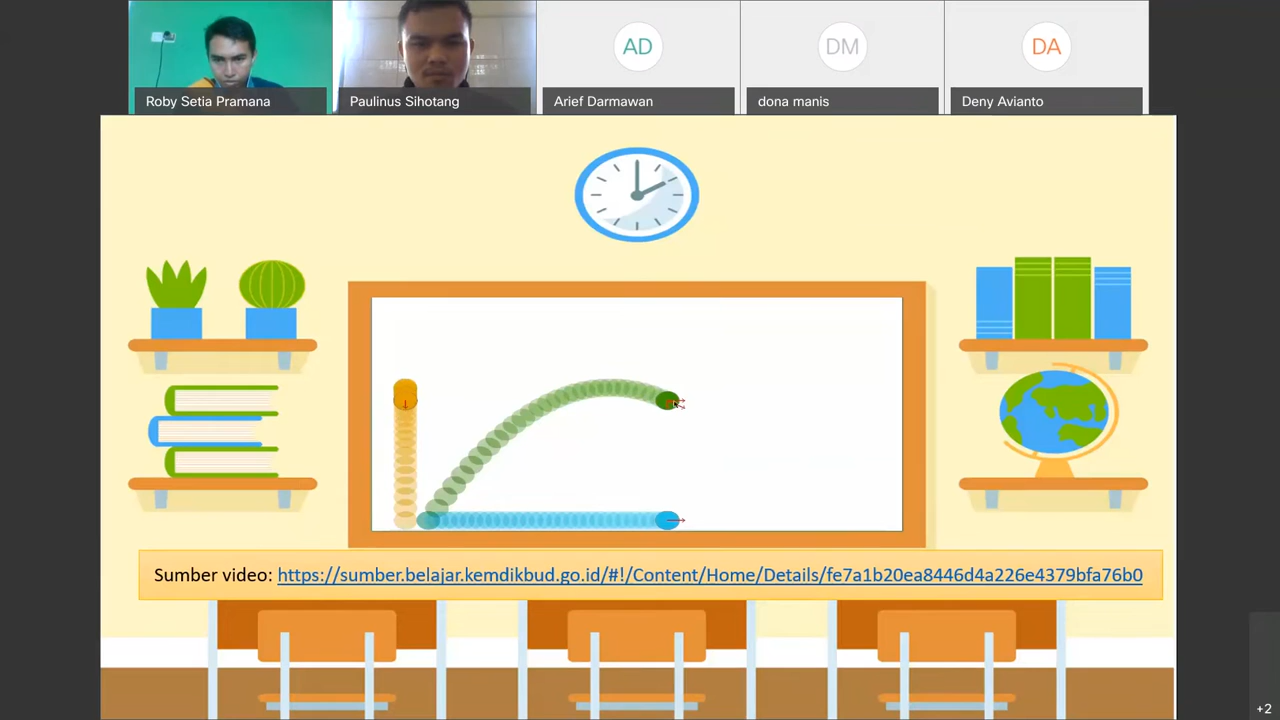 AD
DM
DA
Roby Setia Pramana
Paulinus Sihotang
Arief Darmawan
dona manis
Deny Avianto
Sumber video: https://sumber.belajar.kemdikbud.go.id/#!/Content/Home/Details/fe7a1b20ea8446d4a226e4379bfa76b0
+2